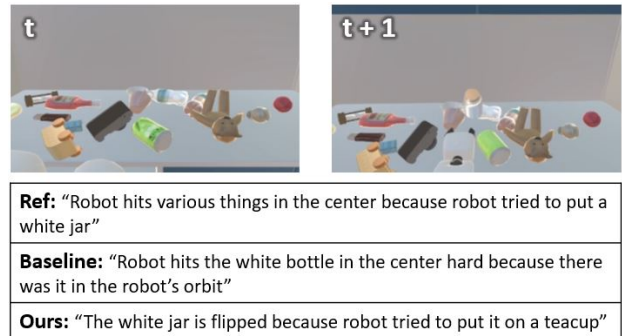 t
t + 1
Ref: “Robot hits various things in the center because robot tried to put a
white jar”
Baseline: “Robot hits the white bottle in the center hard because there
was it in the robot’s orbit”
Ours: “The white jar is flipped because robot tried to put it on a teacup”